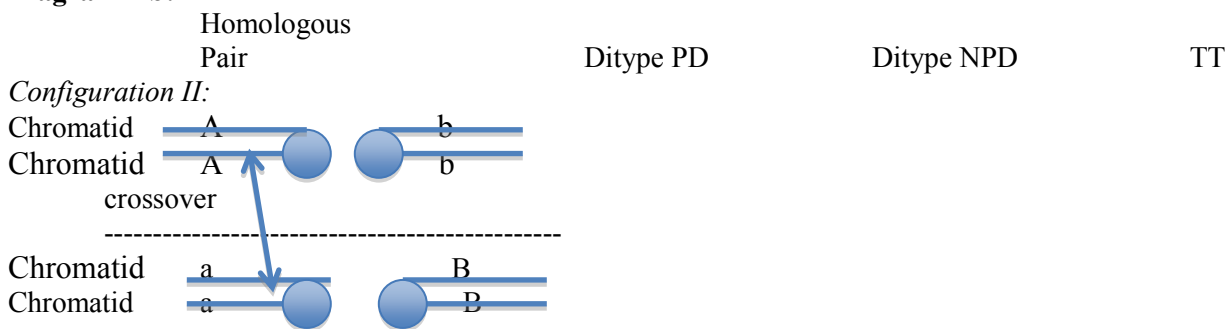 Homologous
Pair Ditype PD Ditype NPD TT
Configuration II:
Chromatid A b
Chromatid A b
crossover
-----------------------------------------------
Chromatid a B
Chromatid a B